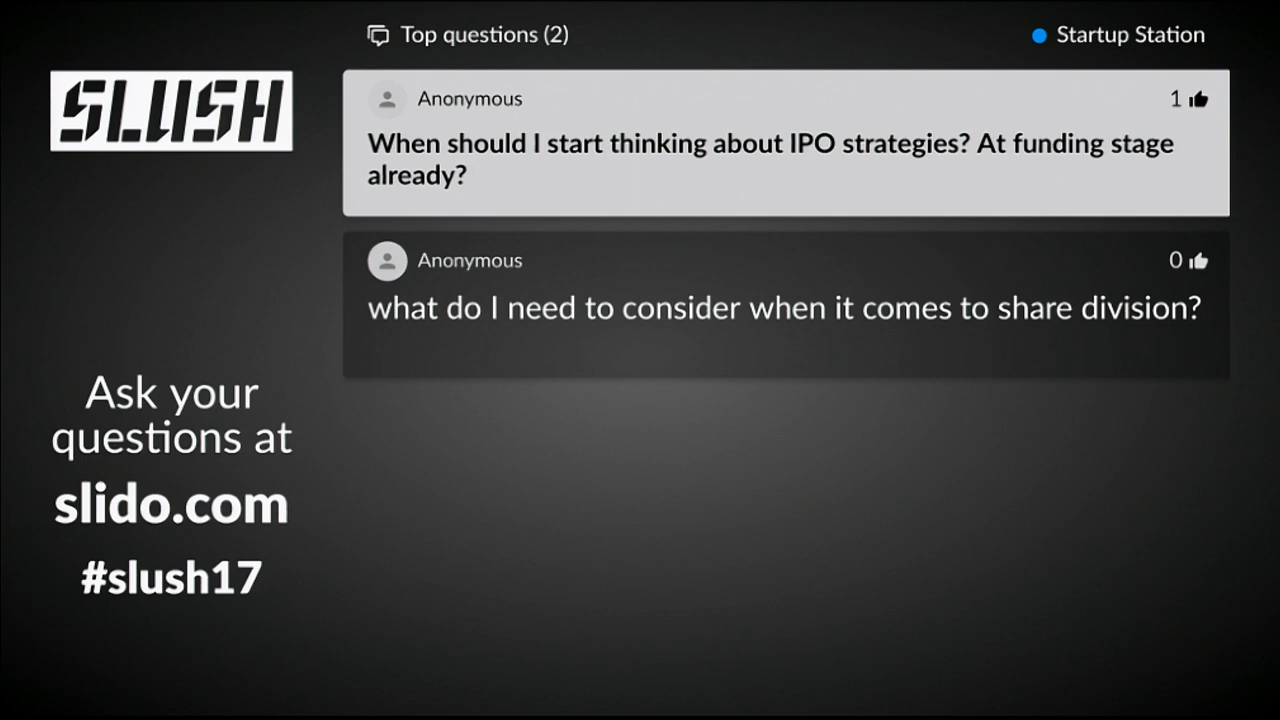 Top questions (2)
Startup Station
SLUSH
Anonymous
1
When should I start thinking about IPO strategies? At funding stage
already?
Anonymous
0
what do I need to consider when it comes to share division?
Ask your
questions at
slido.com
#slush17